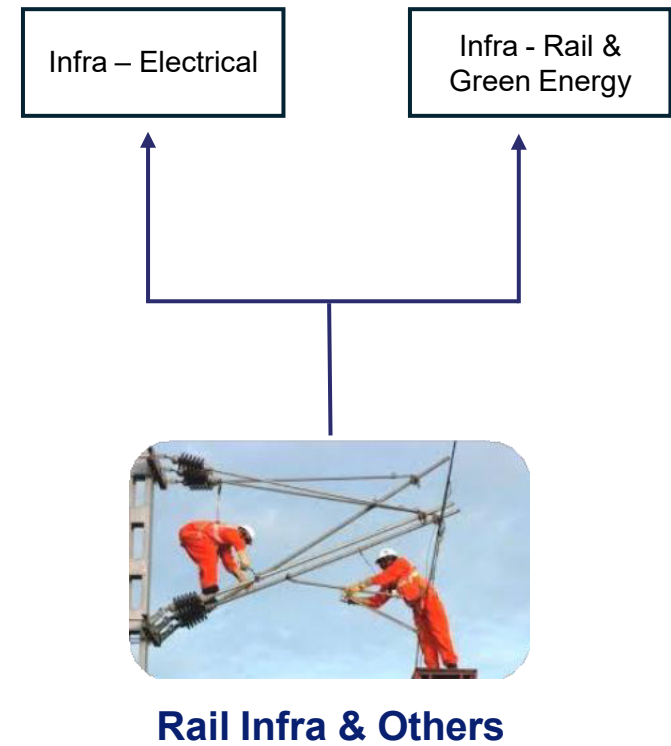 Infra – Electrical
Infra - Rail &
Green Energy
Rail Infra & Others